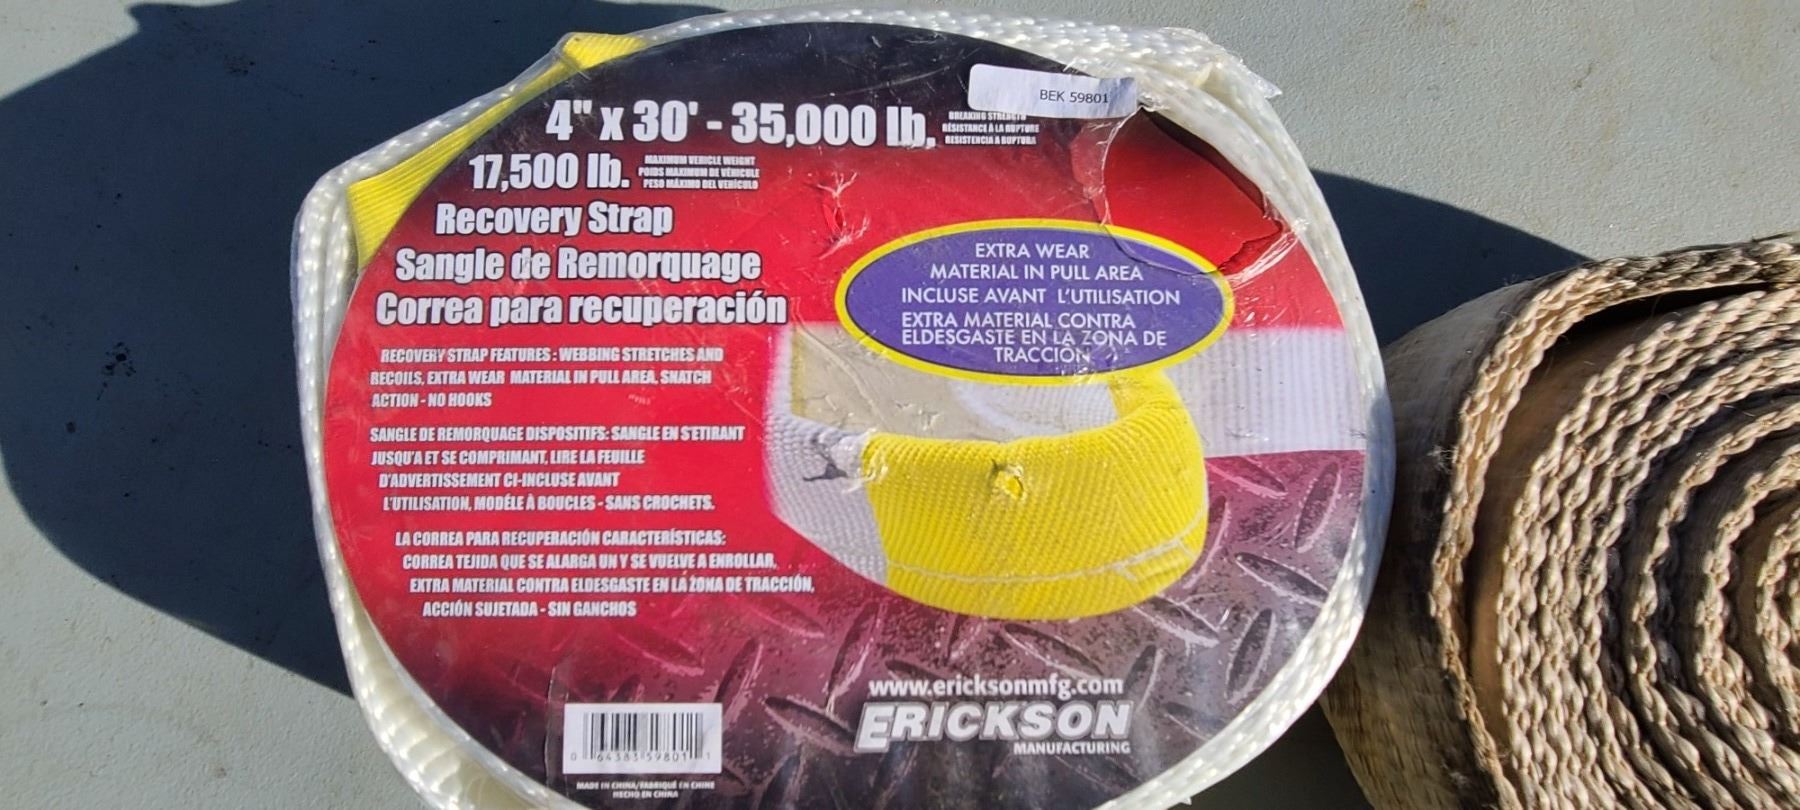 BEK 59801
4" x 30' - 35,000 lb.
BREAKING STRENGTH
RÉSISTANCE À LA RUPTURE
RESISTENCIA A RUPTURA
17,500 lb.
MAXIMUM VEHICLE WEIGHT
POIDS MAXIMUM DE VÉHICULE
PESO MÁXIMO DEL VEHÍCULO
Recovery Strap
Sangle de Remorquage
Correa para recuperación
EXTRA WEAR
MATERIAL IN PULL AREA
INCLUSE AVANT L'UTILISATION
EXTRA MATERIAL CONTRA
ELDESGASTE EN LA ZONA DE
TRACCIÓN
RECOVERY STRAP FEATURES : WEBBING STRETCHES AND
RECOILS, EXTRA WEAR MATERIAL IN PULL AREA, SNATCH
ACTION - NO HOOKS
SANGLE DE REMORQUAGE DISPOSITIFS: SANGLE EN S'ETIRANT
JUSQU'A ET SE COMPRIMANT, LIRE LA FEUILLE
D'ADVERTISSEMENT CI-INCLUSE AVANT
L'UTILISATION, MODÉLE À BOUCLES - SANS CROCHETS.
LA CORREA PARA RECUPERACIÓN CARACTERÍSTICAS:
CORREA TEJIDA QUE SE ALARGA UN Y SE VUELVE A ENROLLAR,
EXTRA MATERIAL CONTRA ELDESGASTE EN LA ZONA DE TRACCIÓN,
ACCIÓN SUJETADA - SIN GANCHOS
www.ericksonmfg.com
ERICKSON
MANUFACTURING
0 64383 59801 1
MADE IN CHINA/FABRIQUÉ EN CHINE
HECHO EN CHINA